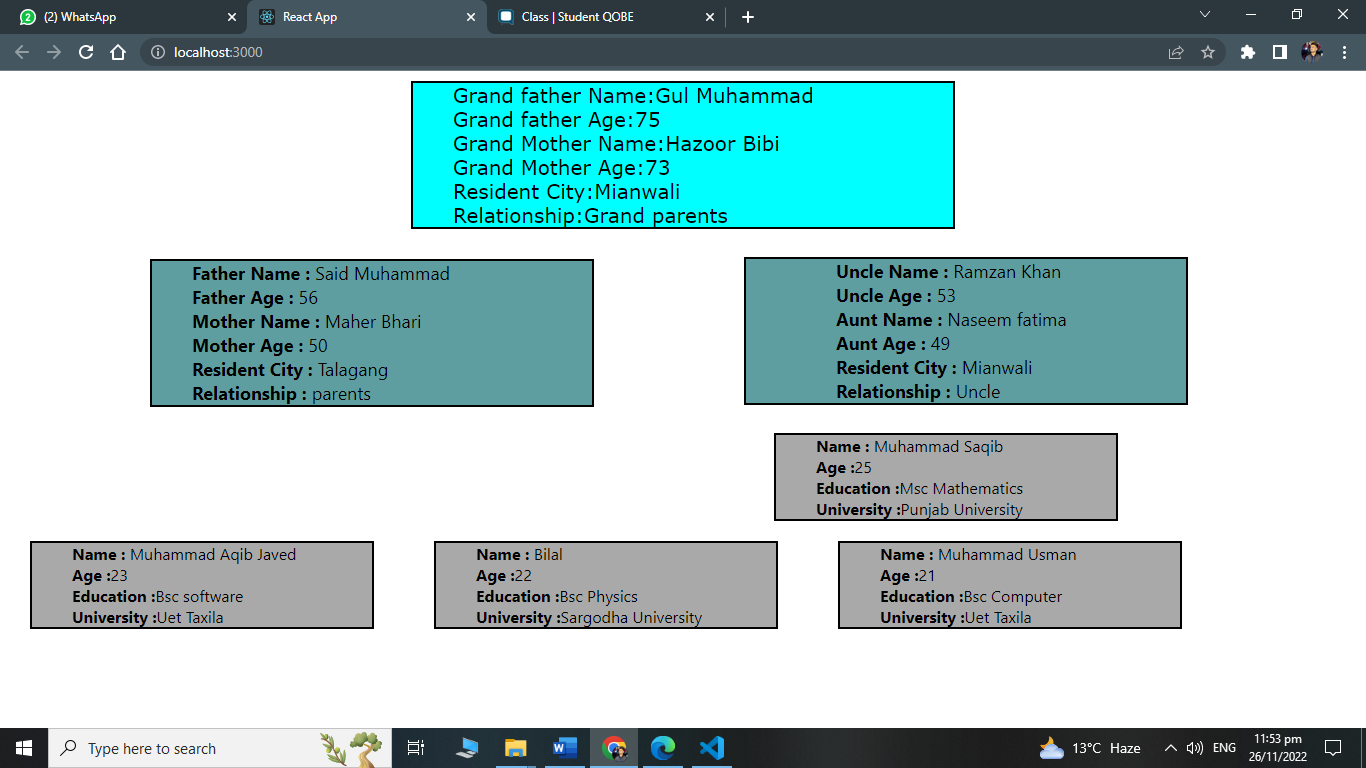 (2) WhatsApp
React App
Class | Student QOBE
localhost:3000
Grand father Name:Gul Muhammad
Grand father Age:75
Grand Mother Name:Hazoor Bibi
Grand Mother Age:73
Resident City:Mianwali
Relationship:Grand parents
Father Name : Said Muhammad
Father Age : 56
Mother Name : Maher Bhari
Mother Age : 50
Resident City : Talagang
Relationship : parents
Uncle Name : Ramzan Khan
Uncle Age : 53
Aunt Name : Naseem fatima
Aunt Age : 49
Resident City : Mianwali
Relationship : Uncle
Name : Muhammad Saqib
Age :25
Education :Msc Mathematics
University :Punjab University
Name : Muhammad Aqib Javed
Age :23
Education :Bsc software
University :Uet Taxila
Name : Bilal
Age :22
Education :Bsc Physics
University :Sargodha University
Name : Muhammad Usman
Age :21
Education :Bsc Computer
University :Uet Taxila
Type here to search
13°C Haze
ENG
11:53 pm
26/11/2022